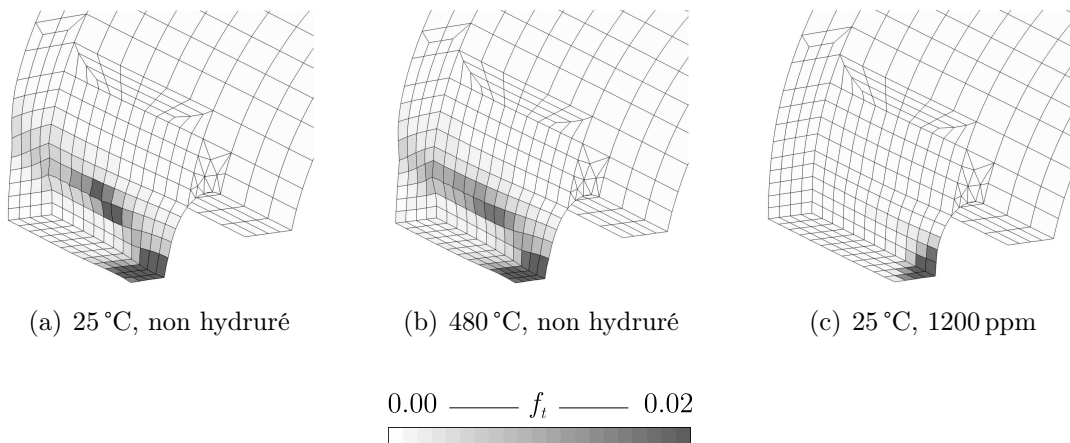 (a) 25 °C, non hydruré (b) 480 °C, non hydruré (c) 25 °C, 1200 ppm
0.00 f_t 0.02